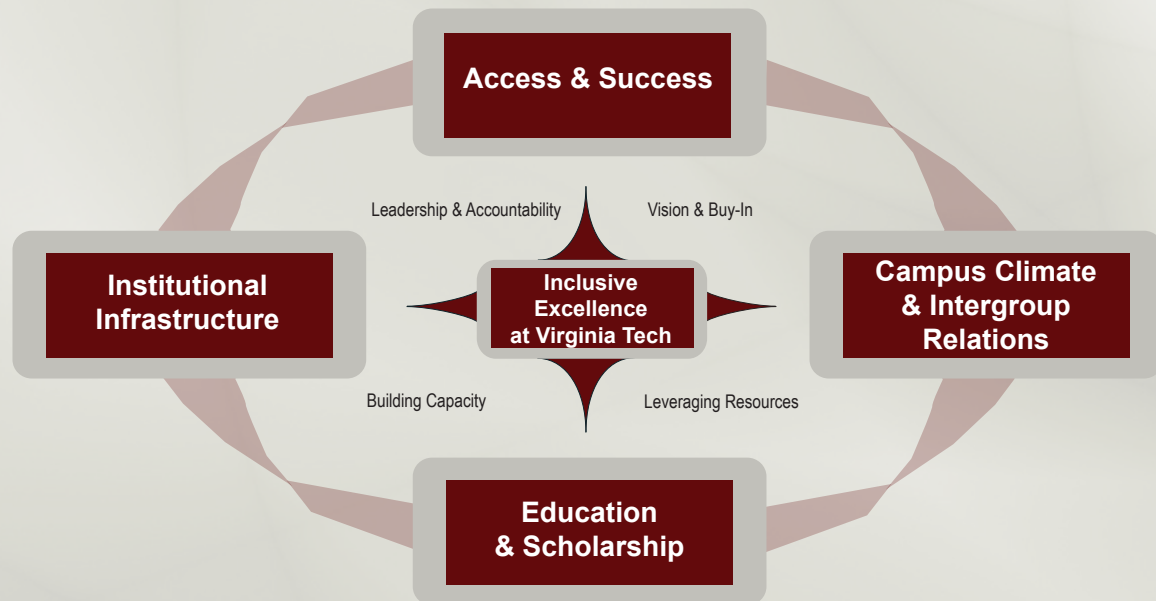 Access & Success
Leadership & Accountability
Vision & Buy-In
Institutional
Infrastructure
Inclusive
Excellence
at Virginia Tech
Campus Climate
& Intergroup
Relations
Building Capacity
Leveraging Resources
Education
& Scholarship